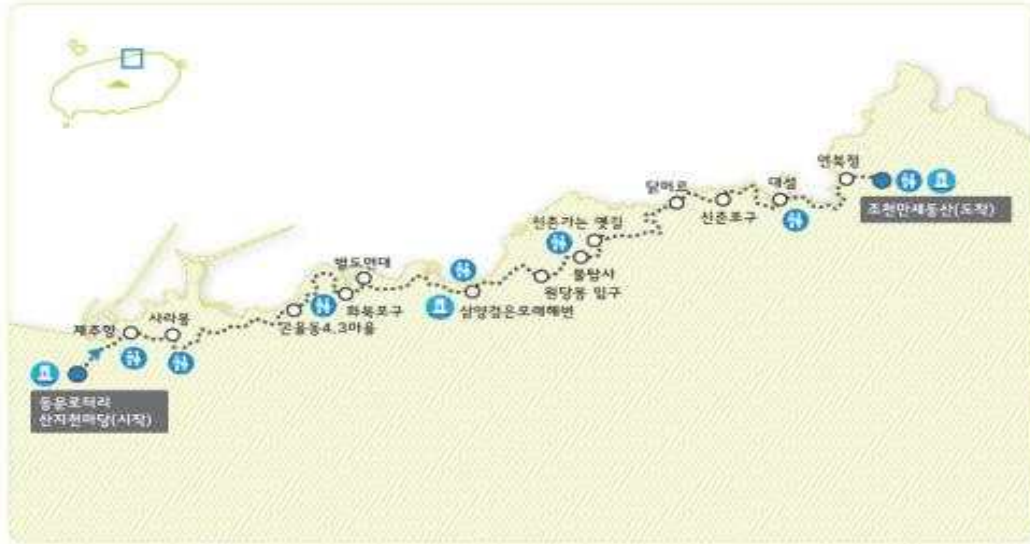 제주항
사라봉
곤을동4.3마을
화북포구
별도연대
삼양검은모래해변
원당봉 입구
불탑사
신촌가는 옛길
닭머르
신촌포구
대섬
연북정
조천만세동산(도착)
동문로터리
산지천마당(시작)